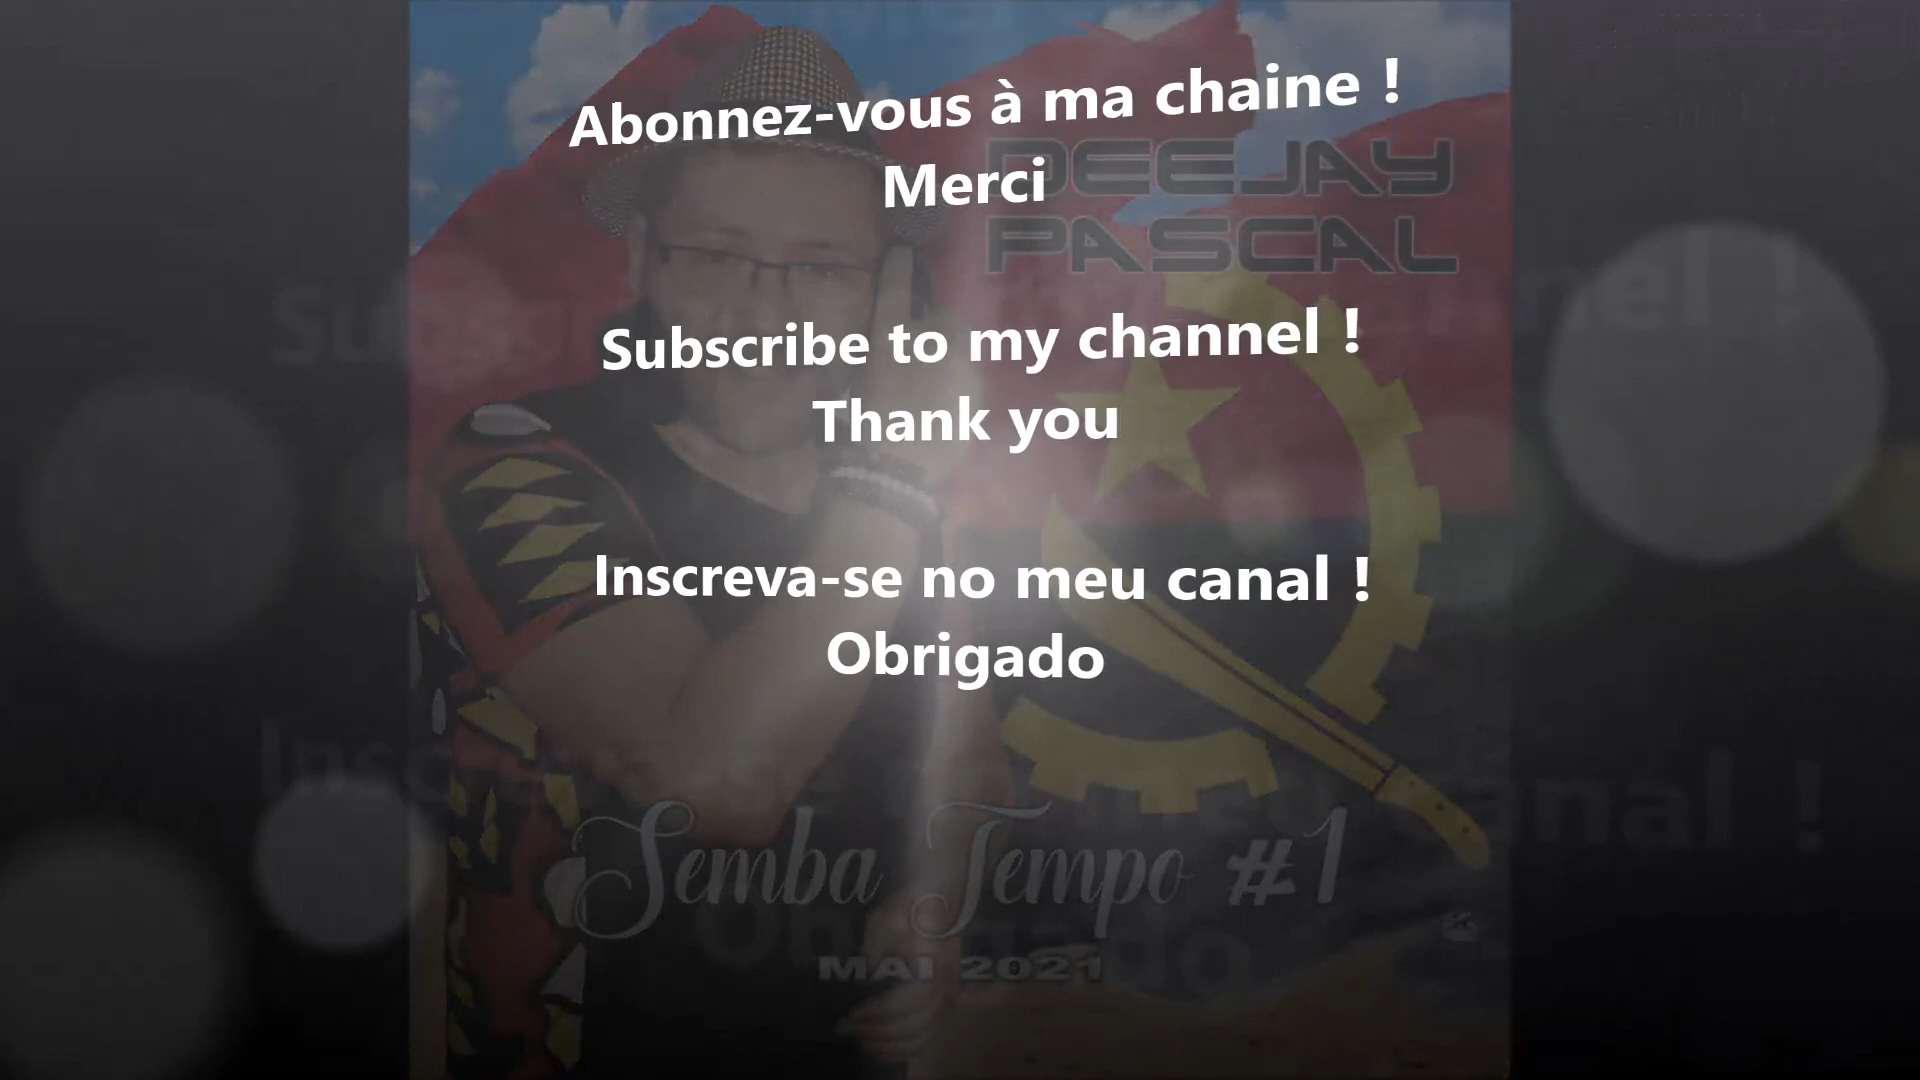 Abonnez-vous à ma chaine !
Merci
DEEJAY
PASCAL
Subscribe to my channel !
Thank you
Inscreva-se no meu canal !
Obrigado
Semba Tempo #1
MAI 2021